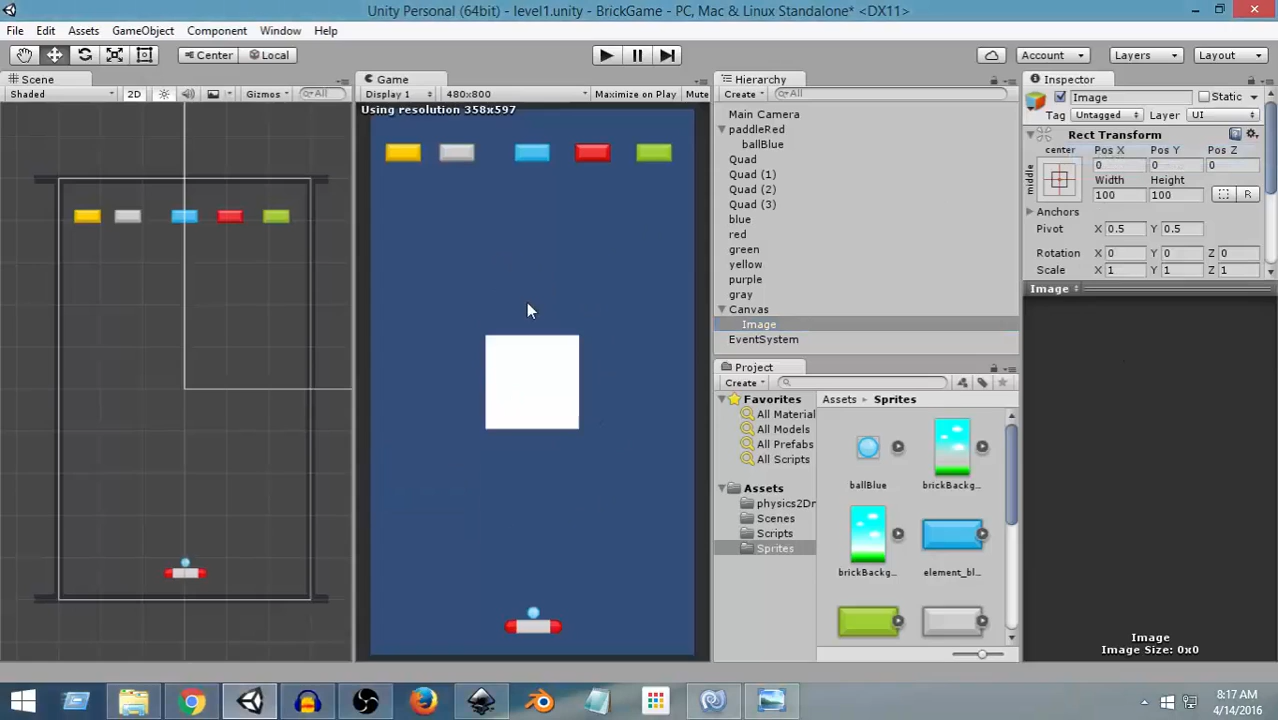 Unity Personal (64bit) - level1.unity - BrickGame - PC, Mac & Linux Standalone* <DX11>
File Edit Assets GameObject Component Window Help
Center Local Account Layers Layout
Scene
Shaded 2D Gizmos All
Game
Display 1 480x800 Maximize on Play Mute
Using resolution 358x597
Hierarchy
Create All
Main Camera
paddleRed
ballBlue
Quad
Quad (1)
Quad (2)
Quad (3)
blue
red
green
yellow
purple
gray
Canvas
Image
EventSystem
Project
Create
Favorites
All Material
All Models
All Prefabs
All Scripts
Assets
physics2Dr
Scenes
Scripts
Sprites
Assets Sprites
ballBlue brickBackg...
brickBackg... element_bl...
Inspector
Image Static
Tag Untagged Layer UI
Rect Transform
center Pos X Pos Y Pos Z
middle 0 0 0
Width Height
100 100 R
Anchors
Pivot X 0.5 Y 0.5
Rotation X 0 Y 0 Z 0
Scale X 1 Y 1 Z 1
Image
Image
Image Size: 0x0
8:17 AM
4/14/2016